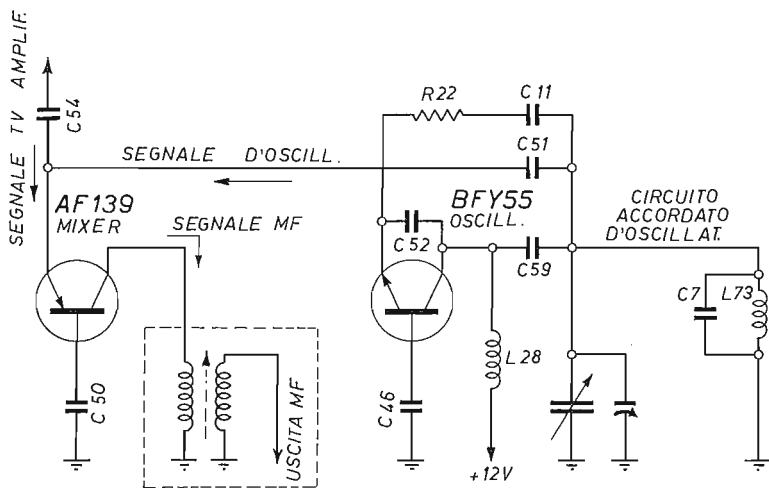 SEGNALE TV AMPLIF.
C54
R22
C11
C51
SEGNALE D'OSCILL.
AF139
MIXER
SEGNALE MF
BFY55
OSCILL.
C52
C59
CIRCUITO
ACCORDATO
D'OSCILLAT.
C7
L73
L28
C50
C46
USCITA MF
+12V